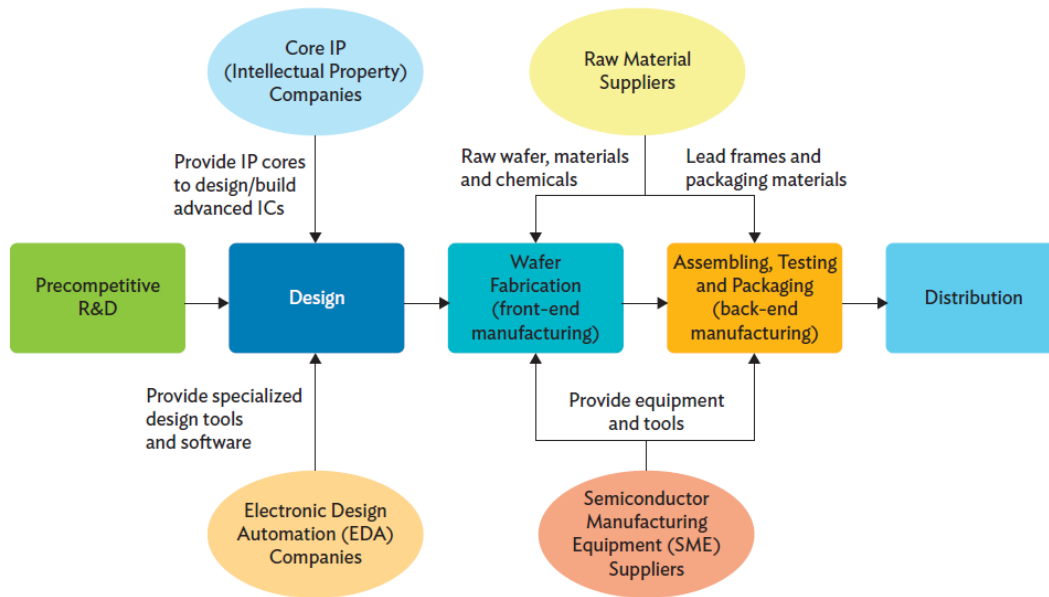 Core IP
(Intellectual Property)
Companies
Raw Material
Suppliers
Provide IP cores
to design/build
advanced ICs
Raw wafer, materials
and chemicals
Lead frames and
packaging materials
Precompetitive
R&D
Design
Wafer
Fabrication
(front-end
manufacturing)
Assembling, Testing
and Packaging
(back-end
manufacturing)
Distribution
Provide specialized
design tools
and software
Provide equipment
and tools
Electronic Design
Automation (EDA)
Companies
Semiconductor
Manufacturing
Equipment (SME)
Suppliers